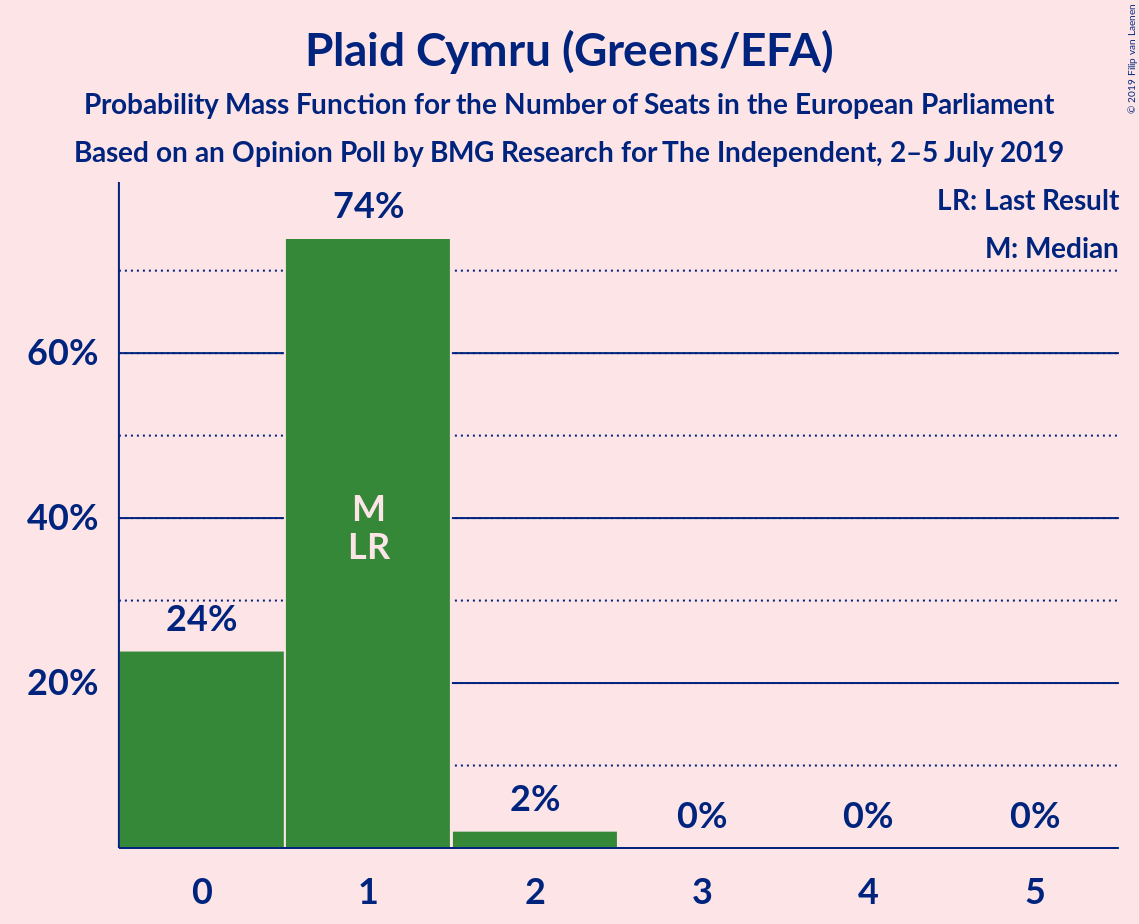 Plaid Cymru (Greens/EFA)
Probability Mass Function for the Number of Seats in the European Parliament
Based on an Opinion Poll by BMG Research for The Independent, 2–5 July 2019
© 2019 Filip van Laenen
LR: Last Result
M: Median
74%
60%
M
40%
LR
24%
20%
2%
0%
0%
0%
0
1
2
3
4
5